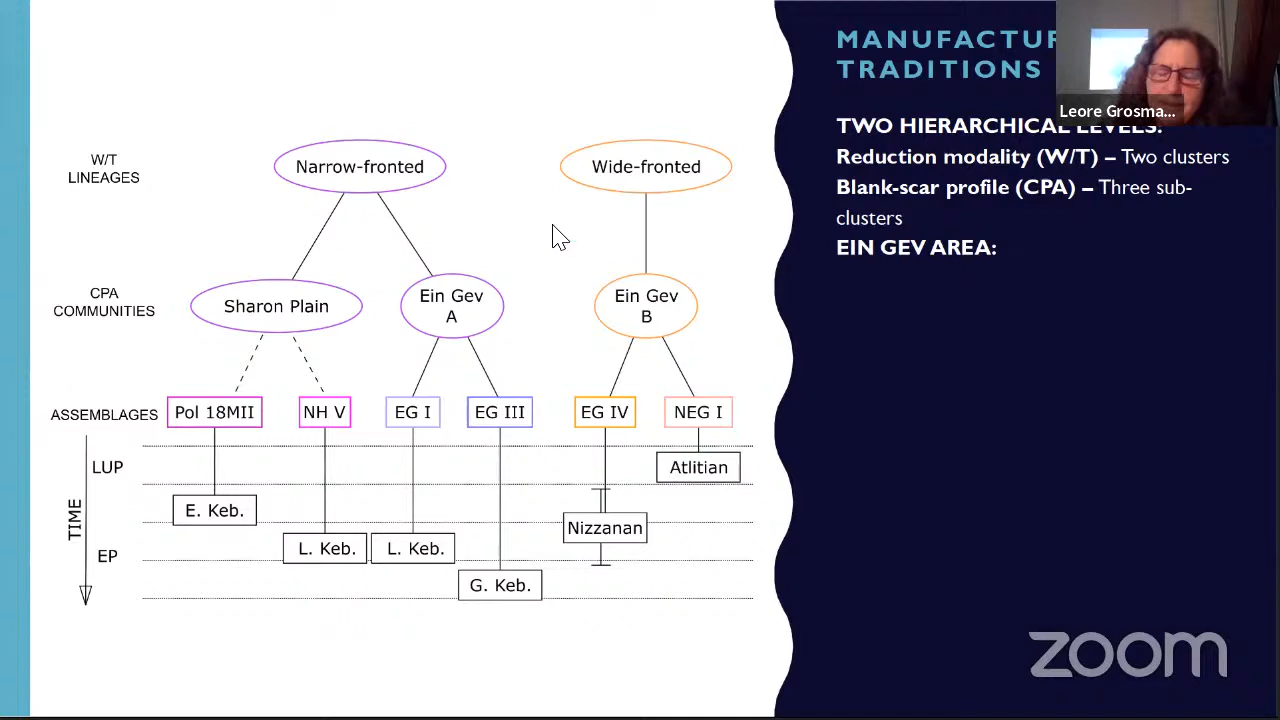 MANUFACTUR
TRADITIONS
Leore Grosma...
TWO HIERARCHICAL LEVELS:
Reduction modality (W/T) – Two clusters
Blank-scar profile (CPA) – Three sub-
clusters
EIN GEV AREA:
W/T
LINEAGES
Narrow-fronted
Wide-fronted
CPA
COMMUNITIES
Sharon Plain
Ein Gev
A
Ein Gev
B
ASSEMBLAGES
Pol 18MII
NH V
EG I
EG III
EG IV
NEG I
TIME
LUP
Atlitian
E. Keb.
Nizzanan
EP
L. Keb.
L. Keb.
G. Keb.
zoom